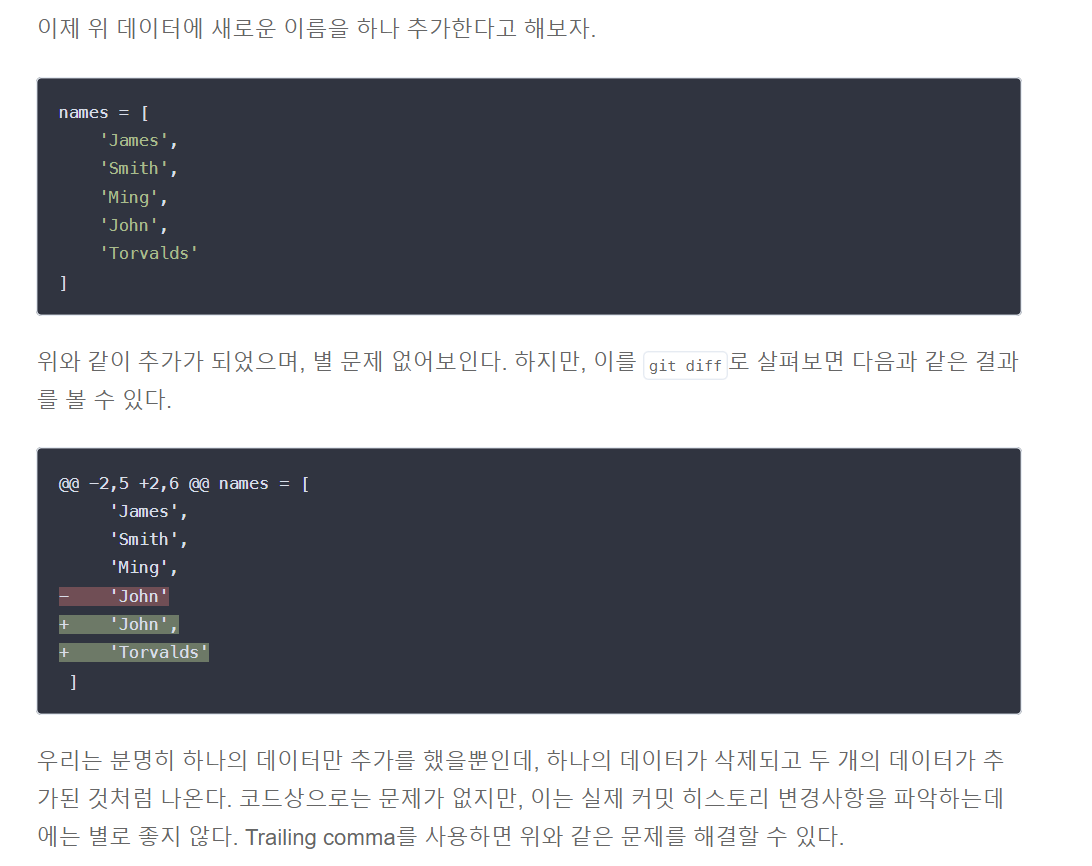 이제 위 데이터에 새로운 이름을 하나 추가한다고 해보자.
names = [
    'James',
    'Smith',
    'Ming',
    'John',
    'Torvalds'
]
위와 같이 추가가 되었으며, 별 문제 없어보인다. 하지만, 이를 git diff로 살펴보면 다음과 같은 결과
를 볼 수 있다.
@@ -2,5 +2,6 @@ names = [
     'James',
     'Smith',
     'Ming',
-    'John'
+    'John',
+    'Torvalds'
 ]
우리는 분명히 하나의 데이터만 추가를 했을뿐인데, 하나의 데이터가 삭제되고 두 개의 데이터가 추
가된 것처럼 나온다. 코드상으로는 문제가 없지만, 이는 실제 커밋 히스토리 변경사항을 파악하는데
에는 별로 좋지 않다. Trailing comma를 사용하면 위와 같은 문제를 해결할 수 있다.